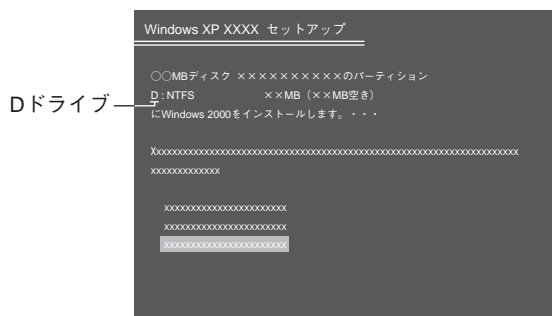 Windows XP XXXX セットアップ
○○MBディスク ××××××××××のパーティション
Dドライブ
D : NTFS ××MB（××MB空き）
にWindows 2000をインストールします。・・・
Xxxxxxxxxxxxxxxxxxxxxxxxxxxxxxxxxxxxxxxxxxxxxxxxxxxxxxxxxxxxxxxxxxxxxxx
xxxxxxxxxxxxx
xxxxxxxxxxxxxxxxxxxxxxx
xxxxxxxxxxxxxxxxxxxxxxx
xxxxxxxxxxxxxxxxxxxxxxx